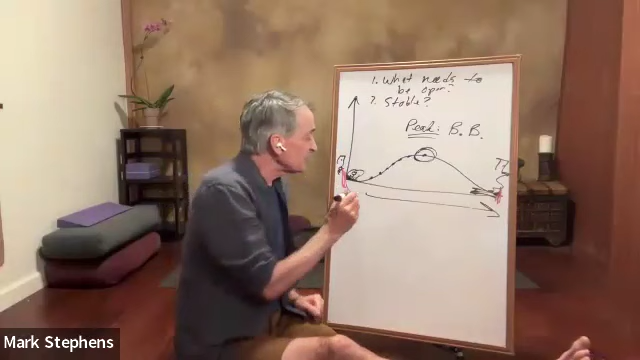 1. What needs to
be open?
2. Stable?
Peak: B.B.
Mark Stephens